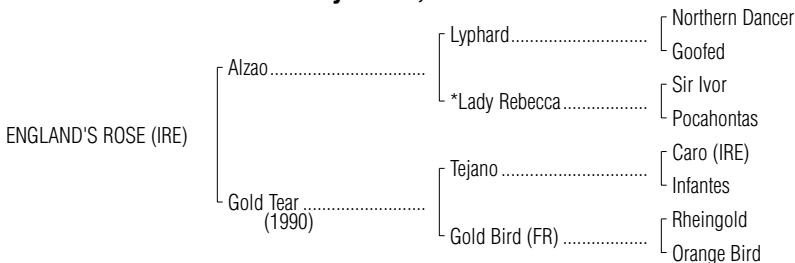 Northern Dancer
Lyphard
Goofed
Alzao
Sir Ivor
*Lady Rebecca
Pocahontas
ENGLAND'S ROSE (IRE)
Caro (IRE)
Tejano
Infantes
Gold Tear
(1990)
Rheingold
Gold Bird (FR)
Orange Bird